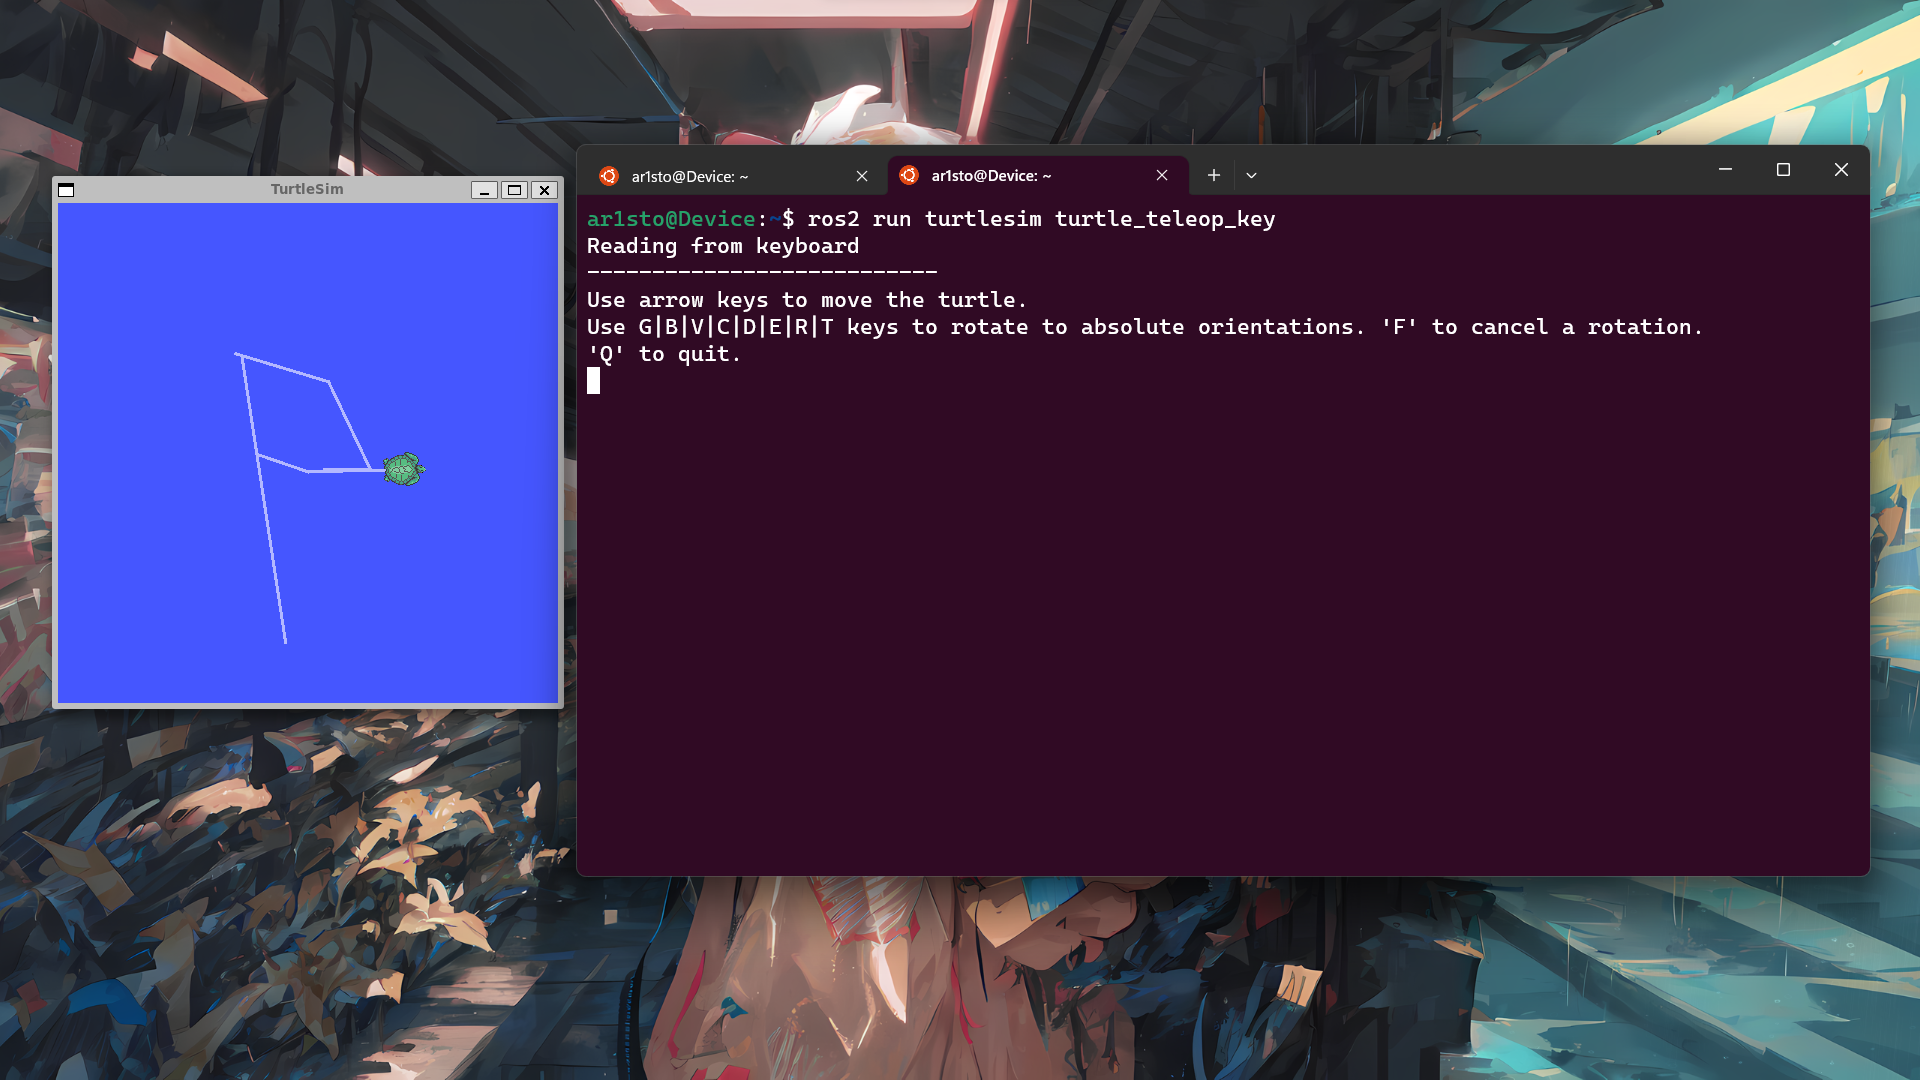 TurtleSim
ar1sto@Device: ~
ar1sto@Device: ~
ar1sto@Device:~$ ros2 run turtlesim turtle_teleop_key
Reading from keyboard
---------------------------
Use arrow keys to move the turtle.
Use G|B|V|C|D|E|R|T keys to rotate to absolute orientations. 'F' to cancel a rotation.
'Q' to quit.